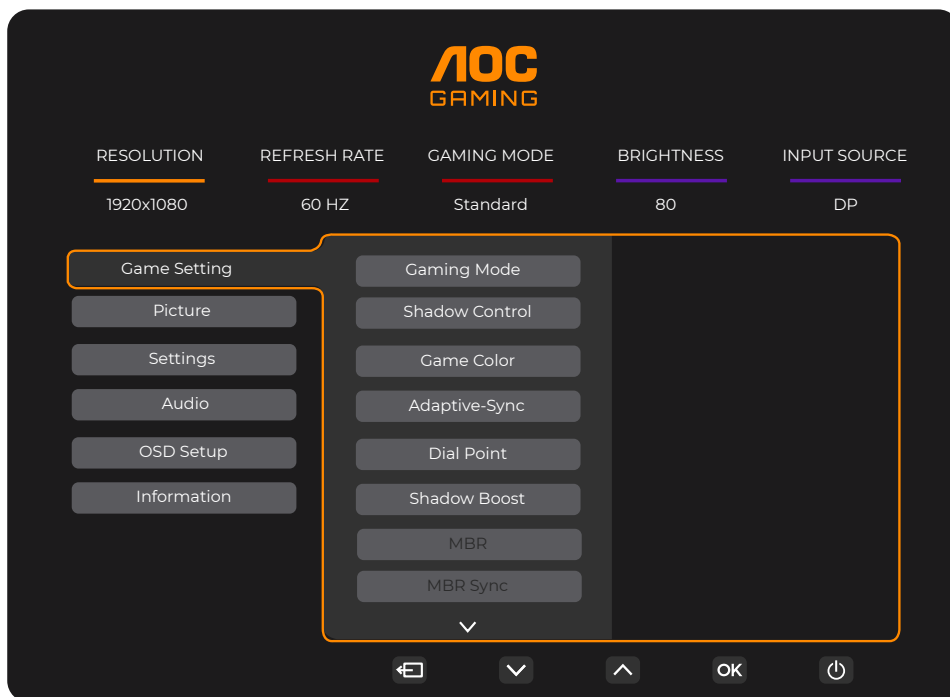 AOC
GAMING
RESOLUTION REFRESH RATE GAMING MODE BRIGHTNESS INPUT SOURCE
1920x1080 60 HZ Standard 80 DP
Game Setting
Picture
Settings
Audio
OSD Setup
Information
Gaming Mode
Shadow Control
Game Color
Adaptive-Sync
Dial Point
Shadow Boost
MBR
MBR Sync
OK